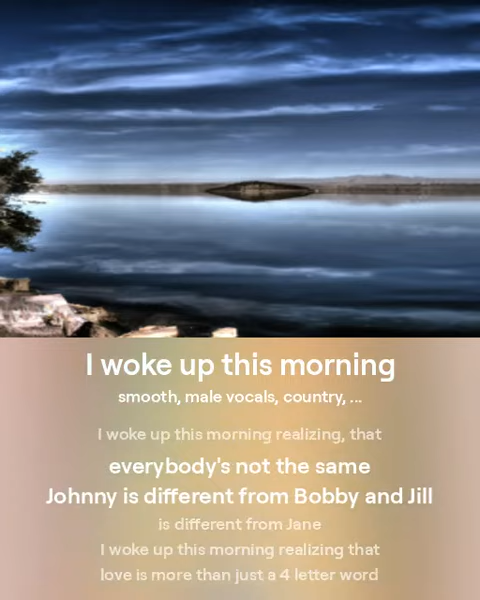 I woke up this morning
smooth, male vocals, country, ...
I woke up this morning realizing, that
everybody's not the same
Johnny is different from Bobby and Jill
is different from Jane
I woke up this morning realizing that
love is more than just a 4 letter word